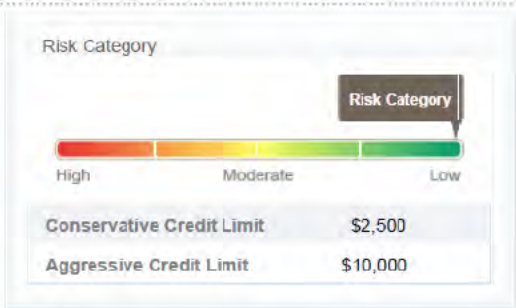 Risk Category
Risk Category
High Moderate Low
Conservative Credit Limit $2,500
Aggressive Credit Limit $10,000